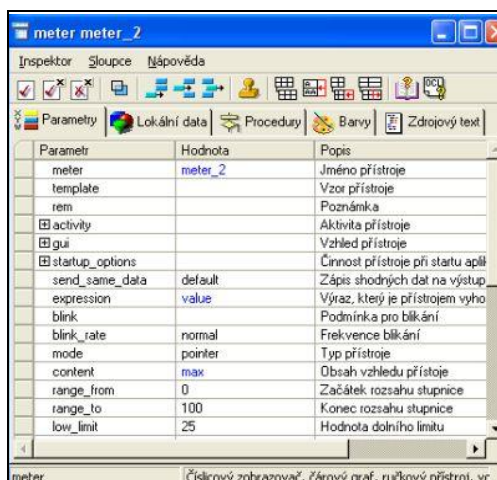 meter meter_2
Inspektor Sloupce Nápověda
Parametry Lokální data Procedury Barvy Zdrojový text
Parametr Hodnota Popis
meter meter_2 Jméno přístroje
template Vzor přístroje
rem Poznámka
activity Aktivita přístroje
gui Vzhled přístroje
startup_options Činnost přístroje při startu aplik
send_same_data default Zápis shodných dat na výstup
expression value Výraz, který je přístrojem vyho
blink Podmínka pro blikání
blink_rate normal Frekvence blikání
mode pointer Typ přístroje
content max Obsah vzhledu přístoje
range_from 0 Začátek rozsahu stupnice
range_to 100 Konec rozsahu stupnice
low_limit 25 Hodnota dolního limitu
meter Číslicový zobrazovač, čárový graf, ručkový přístroj, vc